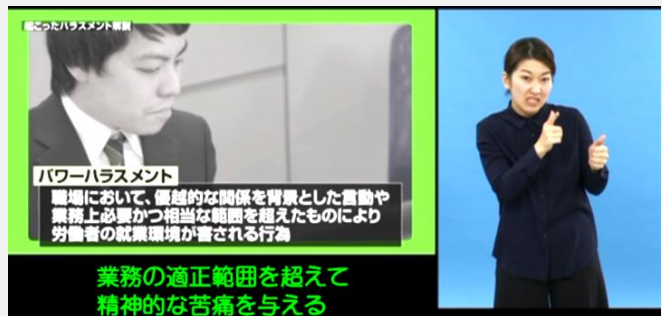 起こったハラスメント解説
パワーハラスメント
職場において、優越的な関係を背景とした言動や
業務上必要かつ相当な範囲を超えたものにより
労働者の就業環境が害される行為
業務の適正範囲を超えて
精神的な苦痛を与える